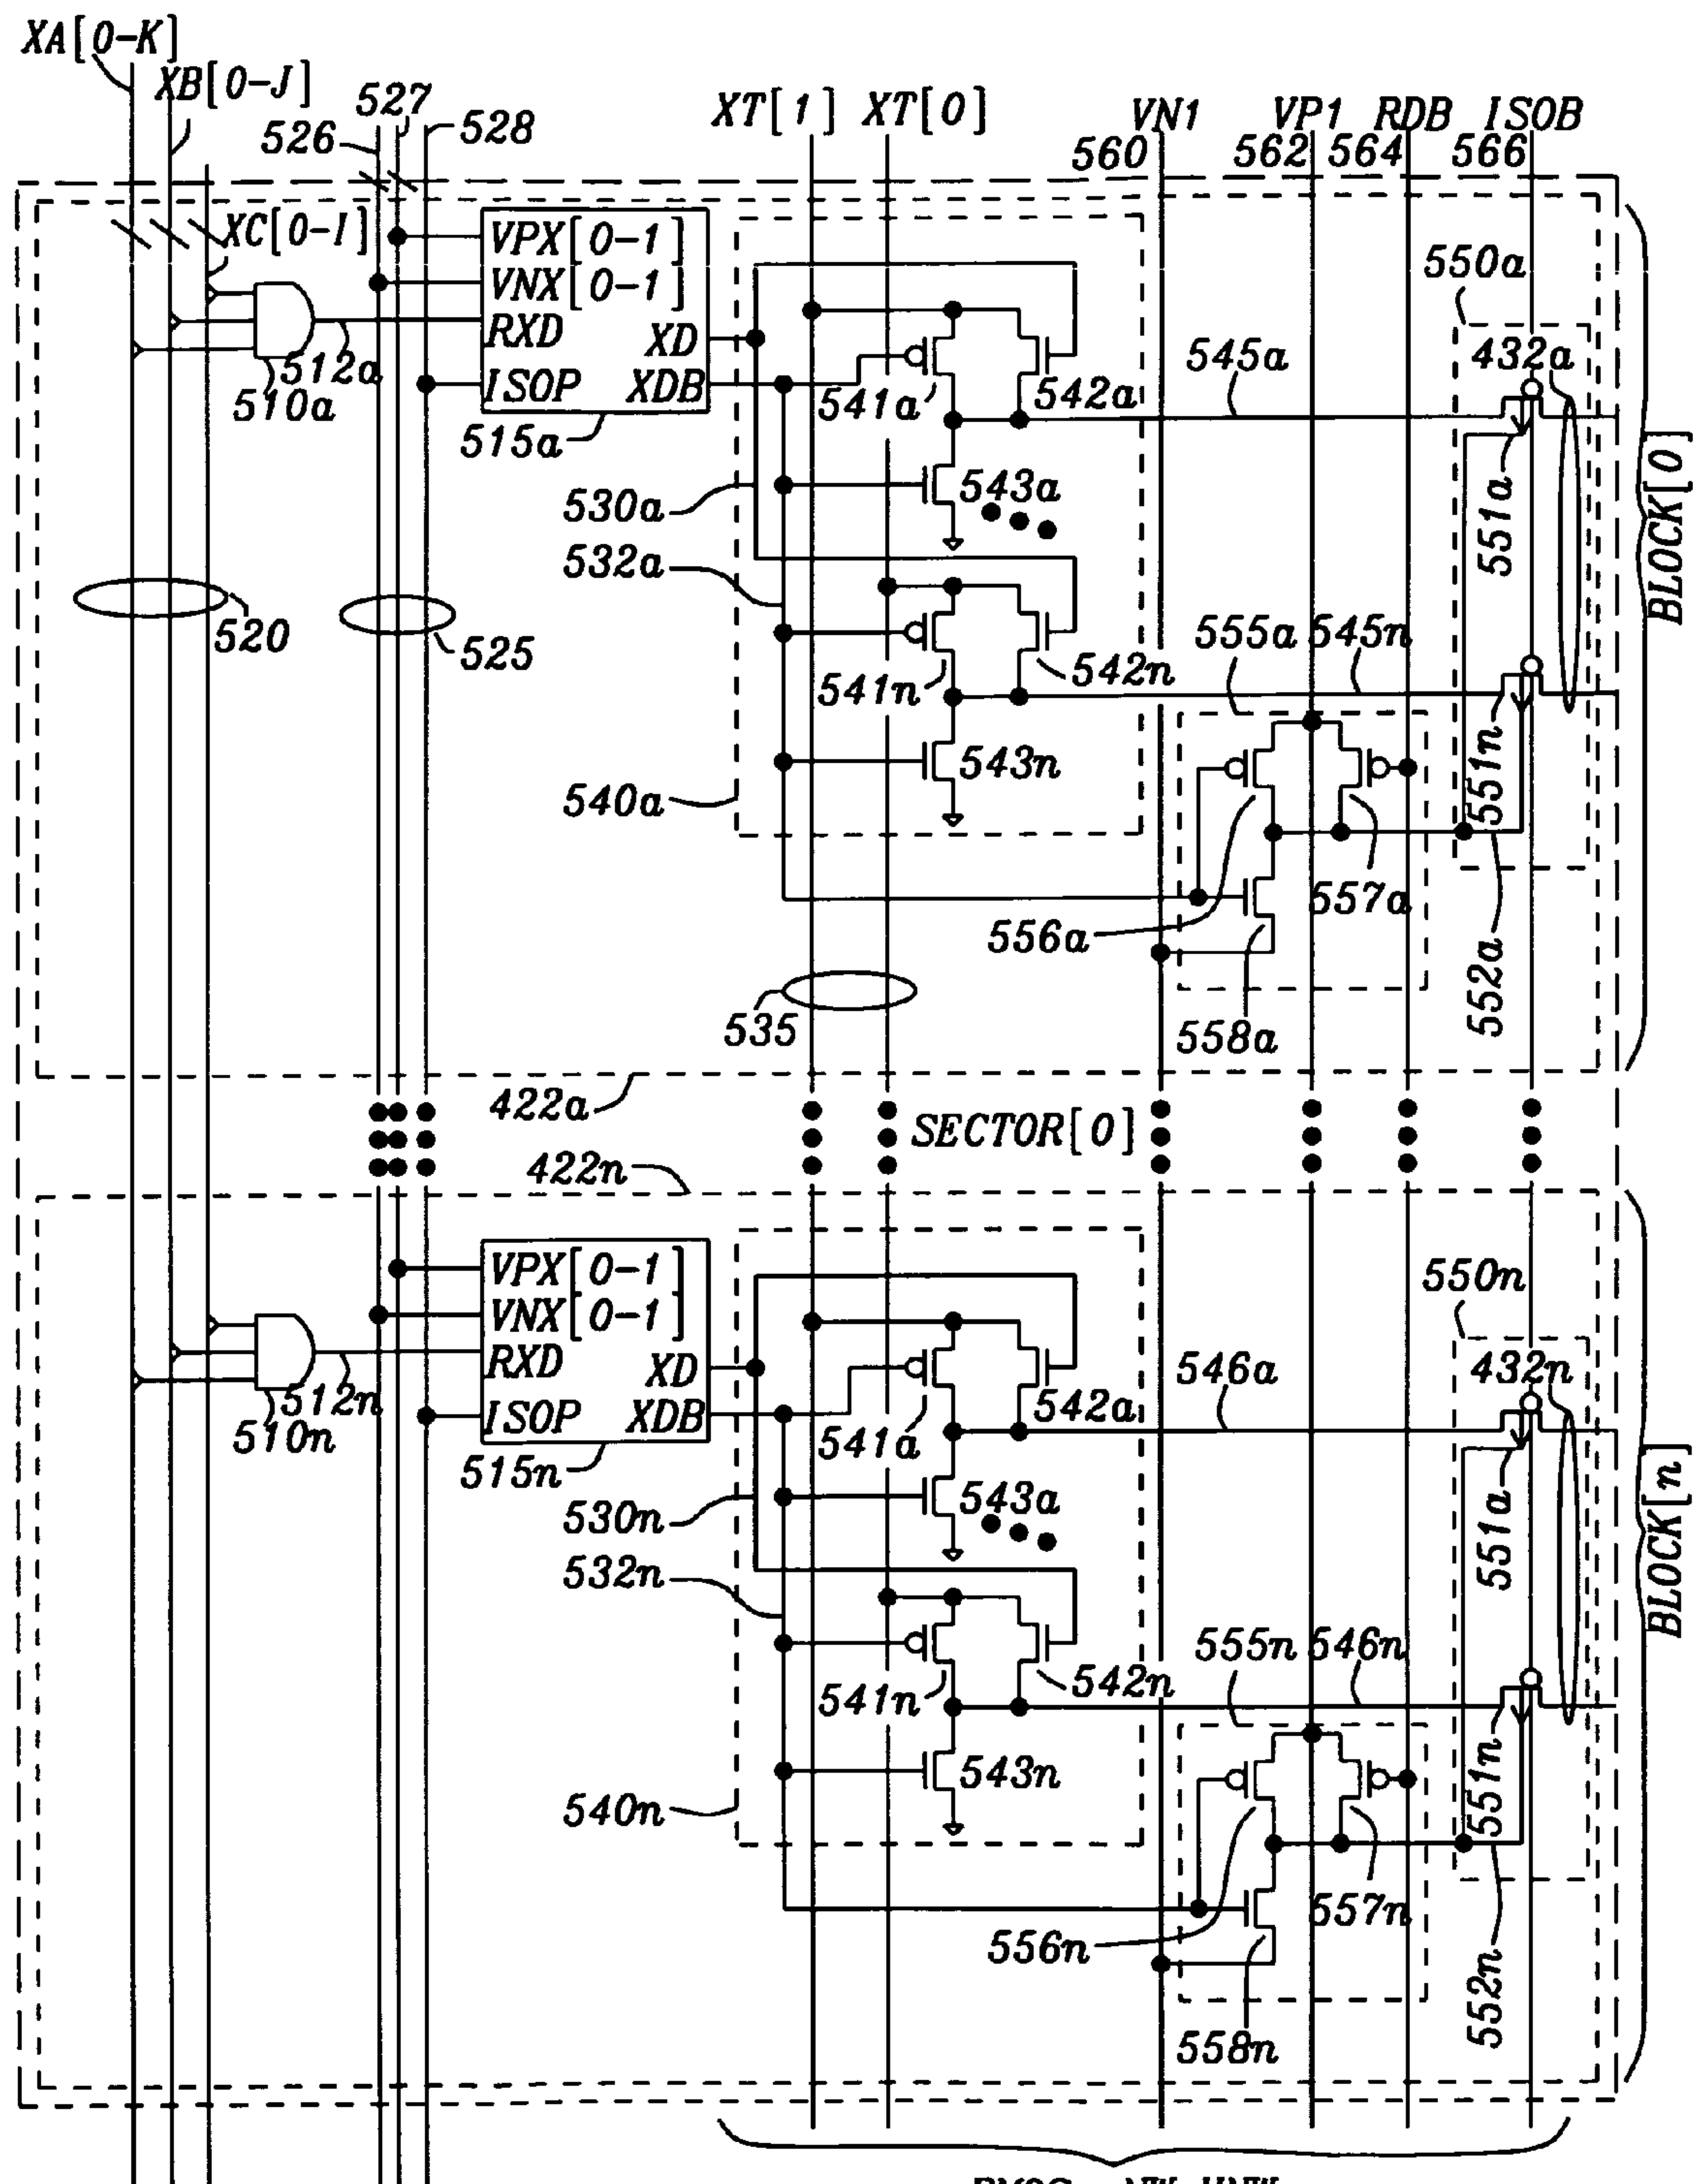 XA[0-K]
XB[0-J]
527
526
528
XT[1]
XT[0]
VN1
VP1
RDB
ISOB
560
562
564
566
XC[0-I]
VPX[0-1]
VNX[0-1]
RXD
XD
ISOP
XDB
512a
510a
515a
541a
542a
545a
550a
432a
530a
543a
551a
BLOCK[0]
532a
520
525
555a
545n
541n
542n
543n
551n
540a
557a
556a
552a
535
558a
422a
SECTOR[0]
422n
VPX[0-1]
VNX[0-1]
RXD
XD
ISOP
XDB
512n
510n
515n
541a
542a
546a
550n
432n
530n
543a
551a
BLOCK[n]
532n
555n
546n
541n
542n
543n
551n
540n
557n
556n
552n
558n